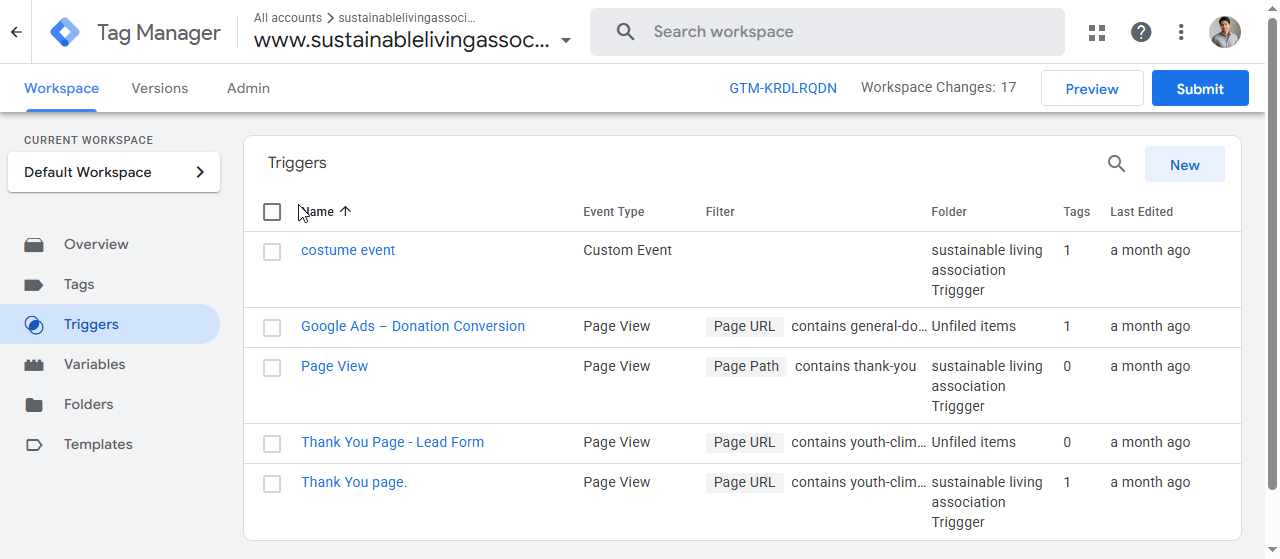 All accounts > sustainablelivingassoci...
Tag Manager
www.sustainablelivingassoc...
Search workspace
Workspace
Versions
Admin
GTM-KRDLRQDN
Workspace Changes: 17
Preview
Submit
CURRENT WORKSPACE
Default Workspace
Overview
Tags
Triggers
Variables
Folders
Templates
Triggers
New
Name Event Type Filter Folder Tags Last Edited
costume event Custom Event sustainable living 1 a month ago
association
Triggger
Google Ads – Donation Conversion Page View Page URL contains general-do... Unfiled items 1 a month ago
Page View Page View Page Path contains thank-you sustainable living 0 a month ago
association
Triggger
Thank You Page - Lead Form Page View Page URL contains youth-clim... Unfiled items 0 a month ago
Thank You page. Page View Page URL contains youth-clim... sustainable living 1 a month ago
association
Triggger